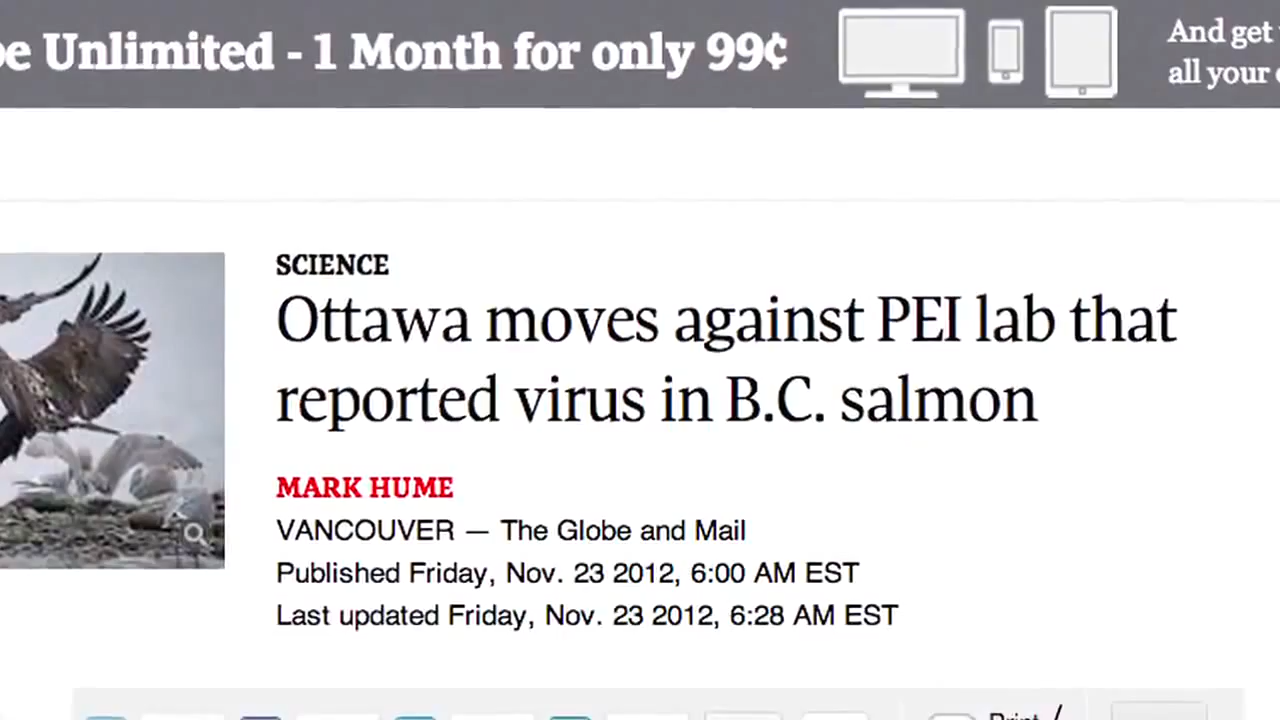 Unlimited - 1 Month for only 99¢
And get
all your
SCIENCE
Ottawa moves against PEI lab that
reported virus in B.C. salmon
MARK HUME
VANCOUVER — The Globe and Mail
Published Friday, Nov. 23 2012, 6:00 AM EST
Last updated Friday, Nov. 23 2012, 6:28 AM EST
Print /